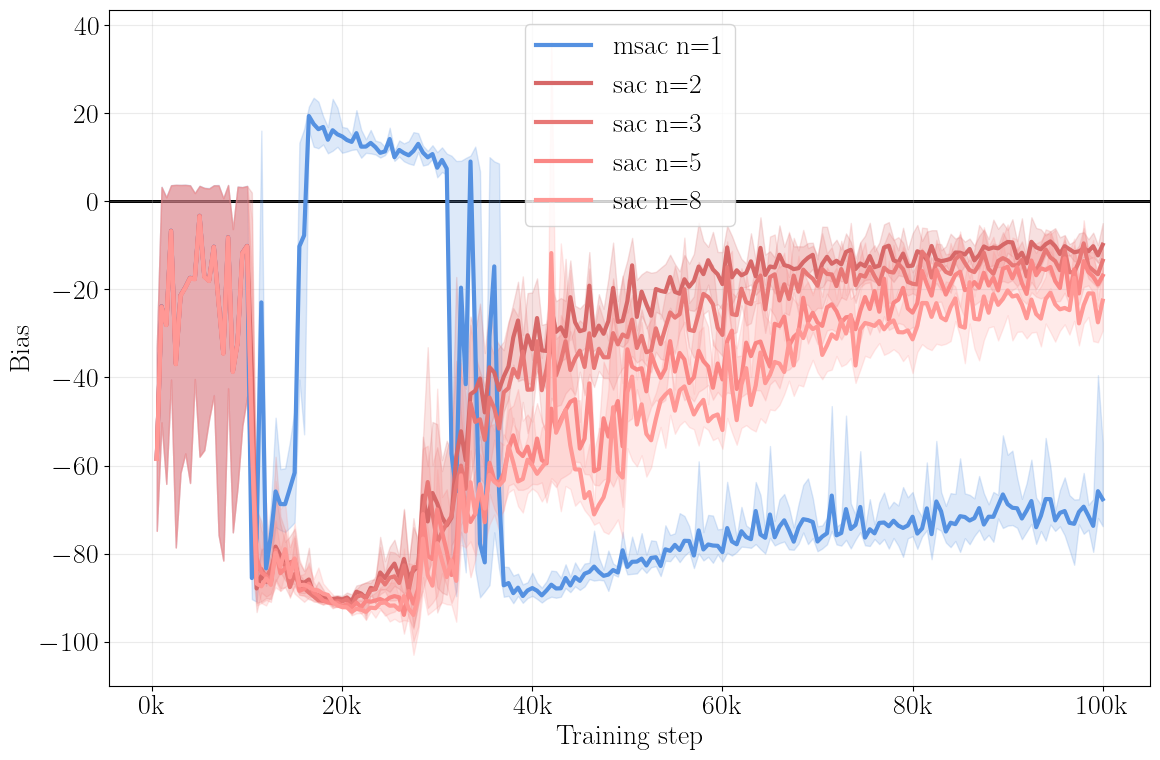 msac n=1
sac n=2
sac n=3
sac n=5
sac n=8
40
20
0
−20
−40
−60
−80
−100
Bias
0k 20k 40k 60k 80k 100k
Training step